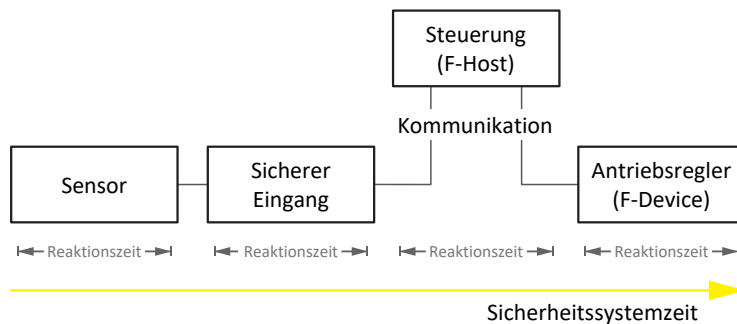 Steuerung
(F-Host)
Kommunikation
Sensor
Sicherer
Eingang
Antriebsregler
(F-Device)
Reaktionszeit
Reaktionszeit
Reaktionszeit
Reaktionszeit
Sicherheitssystemzeit